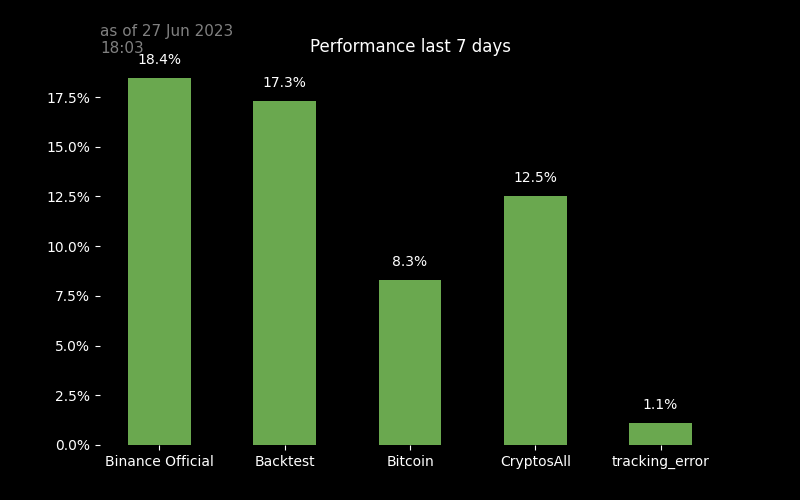 as of 27 Jun 2023
18:03
Performance last 7 days
18.4%
17.3%
12.5%
8.3%
1.1%
17.5%
15.0%
12.5%
10.0%
7.5%
5.0%
2.5%
0.0%
Binance Official
Backtest
Bitcoin
CryptosAll
tracking_error